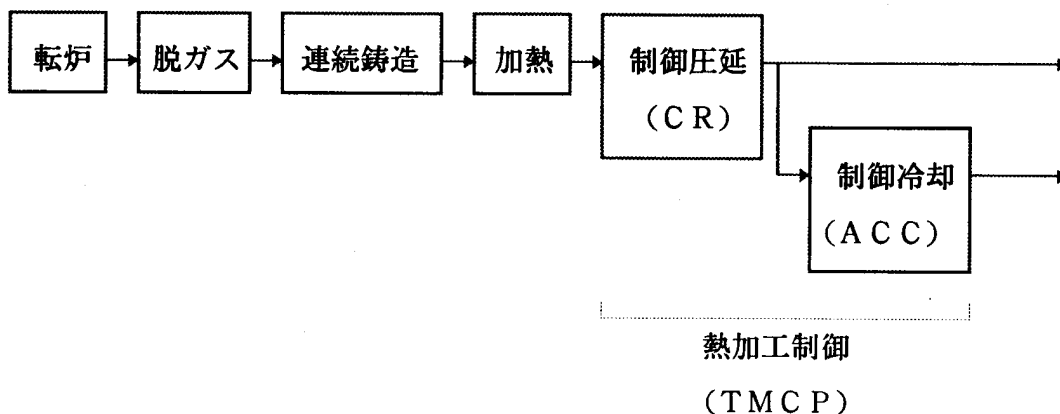 転炉
脱ガス
連続鋳造
加熱
制御圧延
(CR)
制御冷却
(ACC)
熱加工制御
(TMCP)